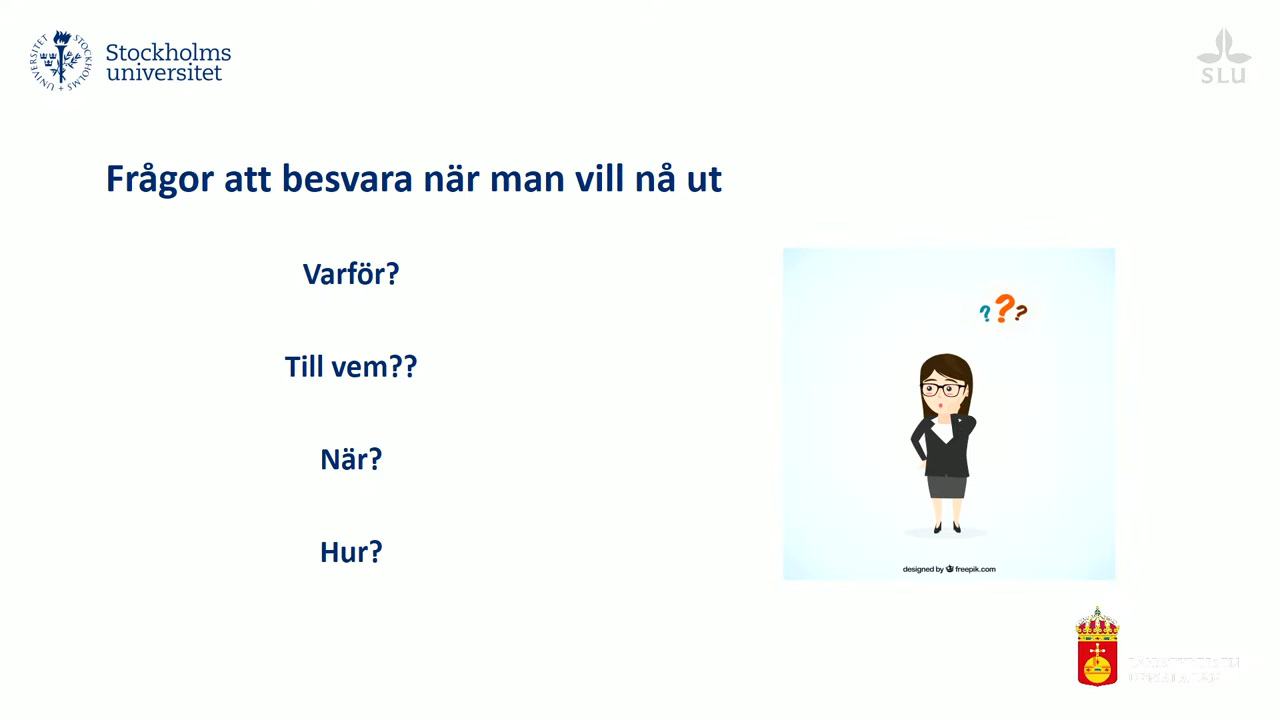 Stockholms
universitet
SLU
Frågor att besvara när man vill nå ut
Varför?
Till vem??
När?
Hur?
? ? ?
designed by freepik.com